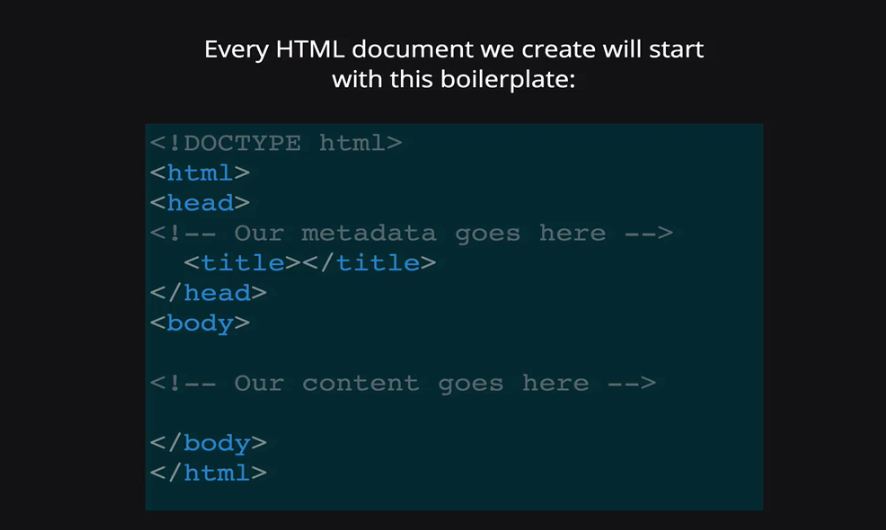 Every HTML document we create will start
with this boilerplate:
<!DOCTYPE html>
<html>
<head>
<!-- Our metadata goes here -->
  <title></title>
</head>
<body>
<!-- Our content goes here -->
</body>
</html>